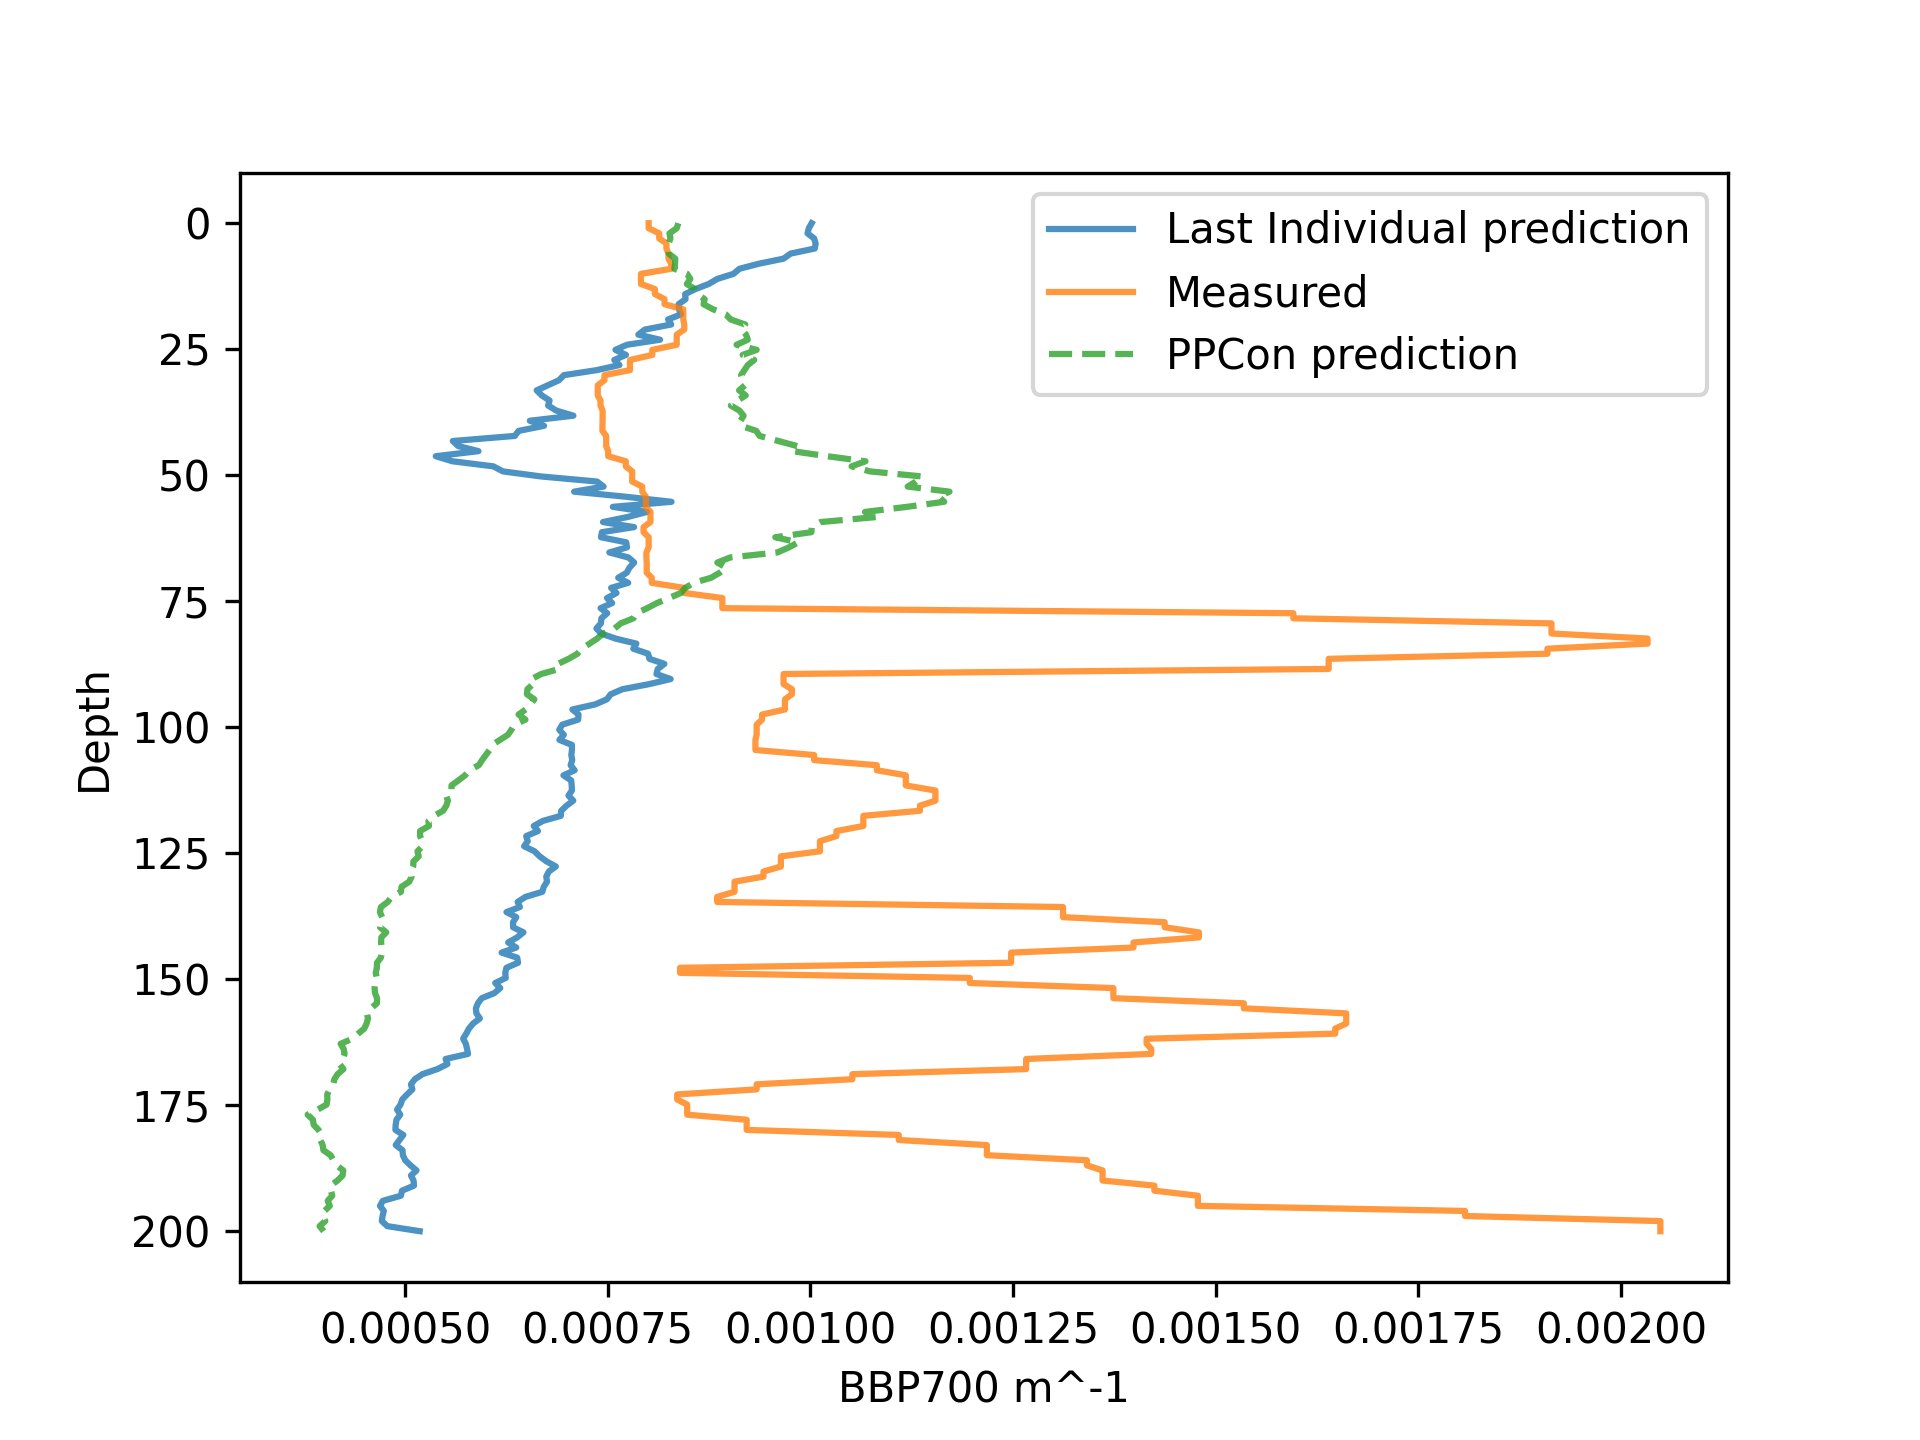 Last Individual prediction
Measured
PPCon prediction
0
25
50
75
100
125
150
175
200
Depth
0.00050 0.00075 0.00100 0.00125 0.00150 0.00175 0.00200
BBP700 m^-1